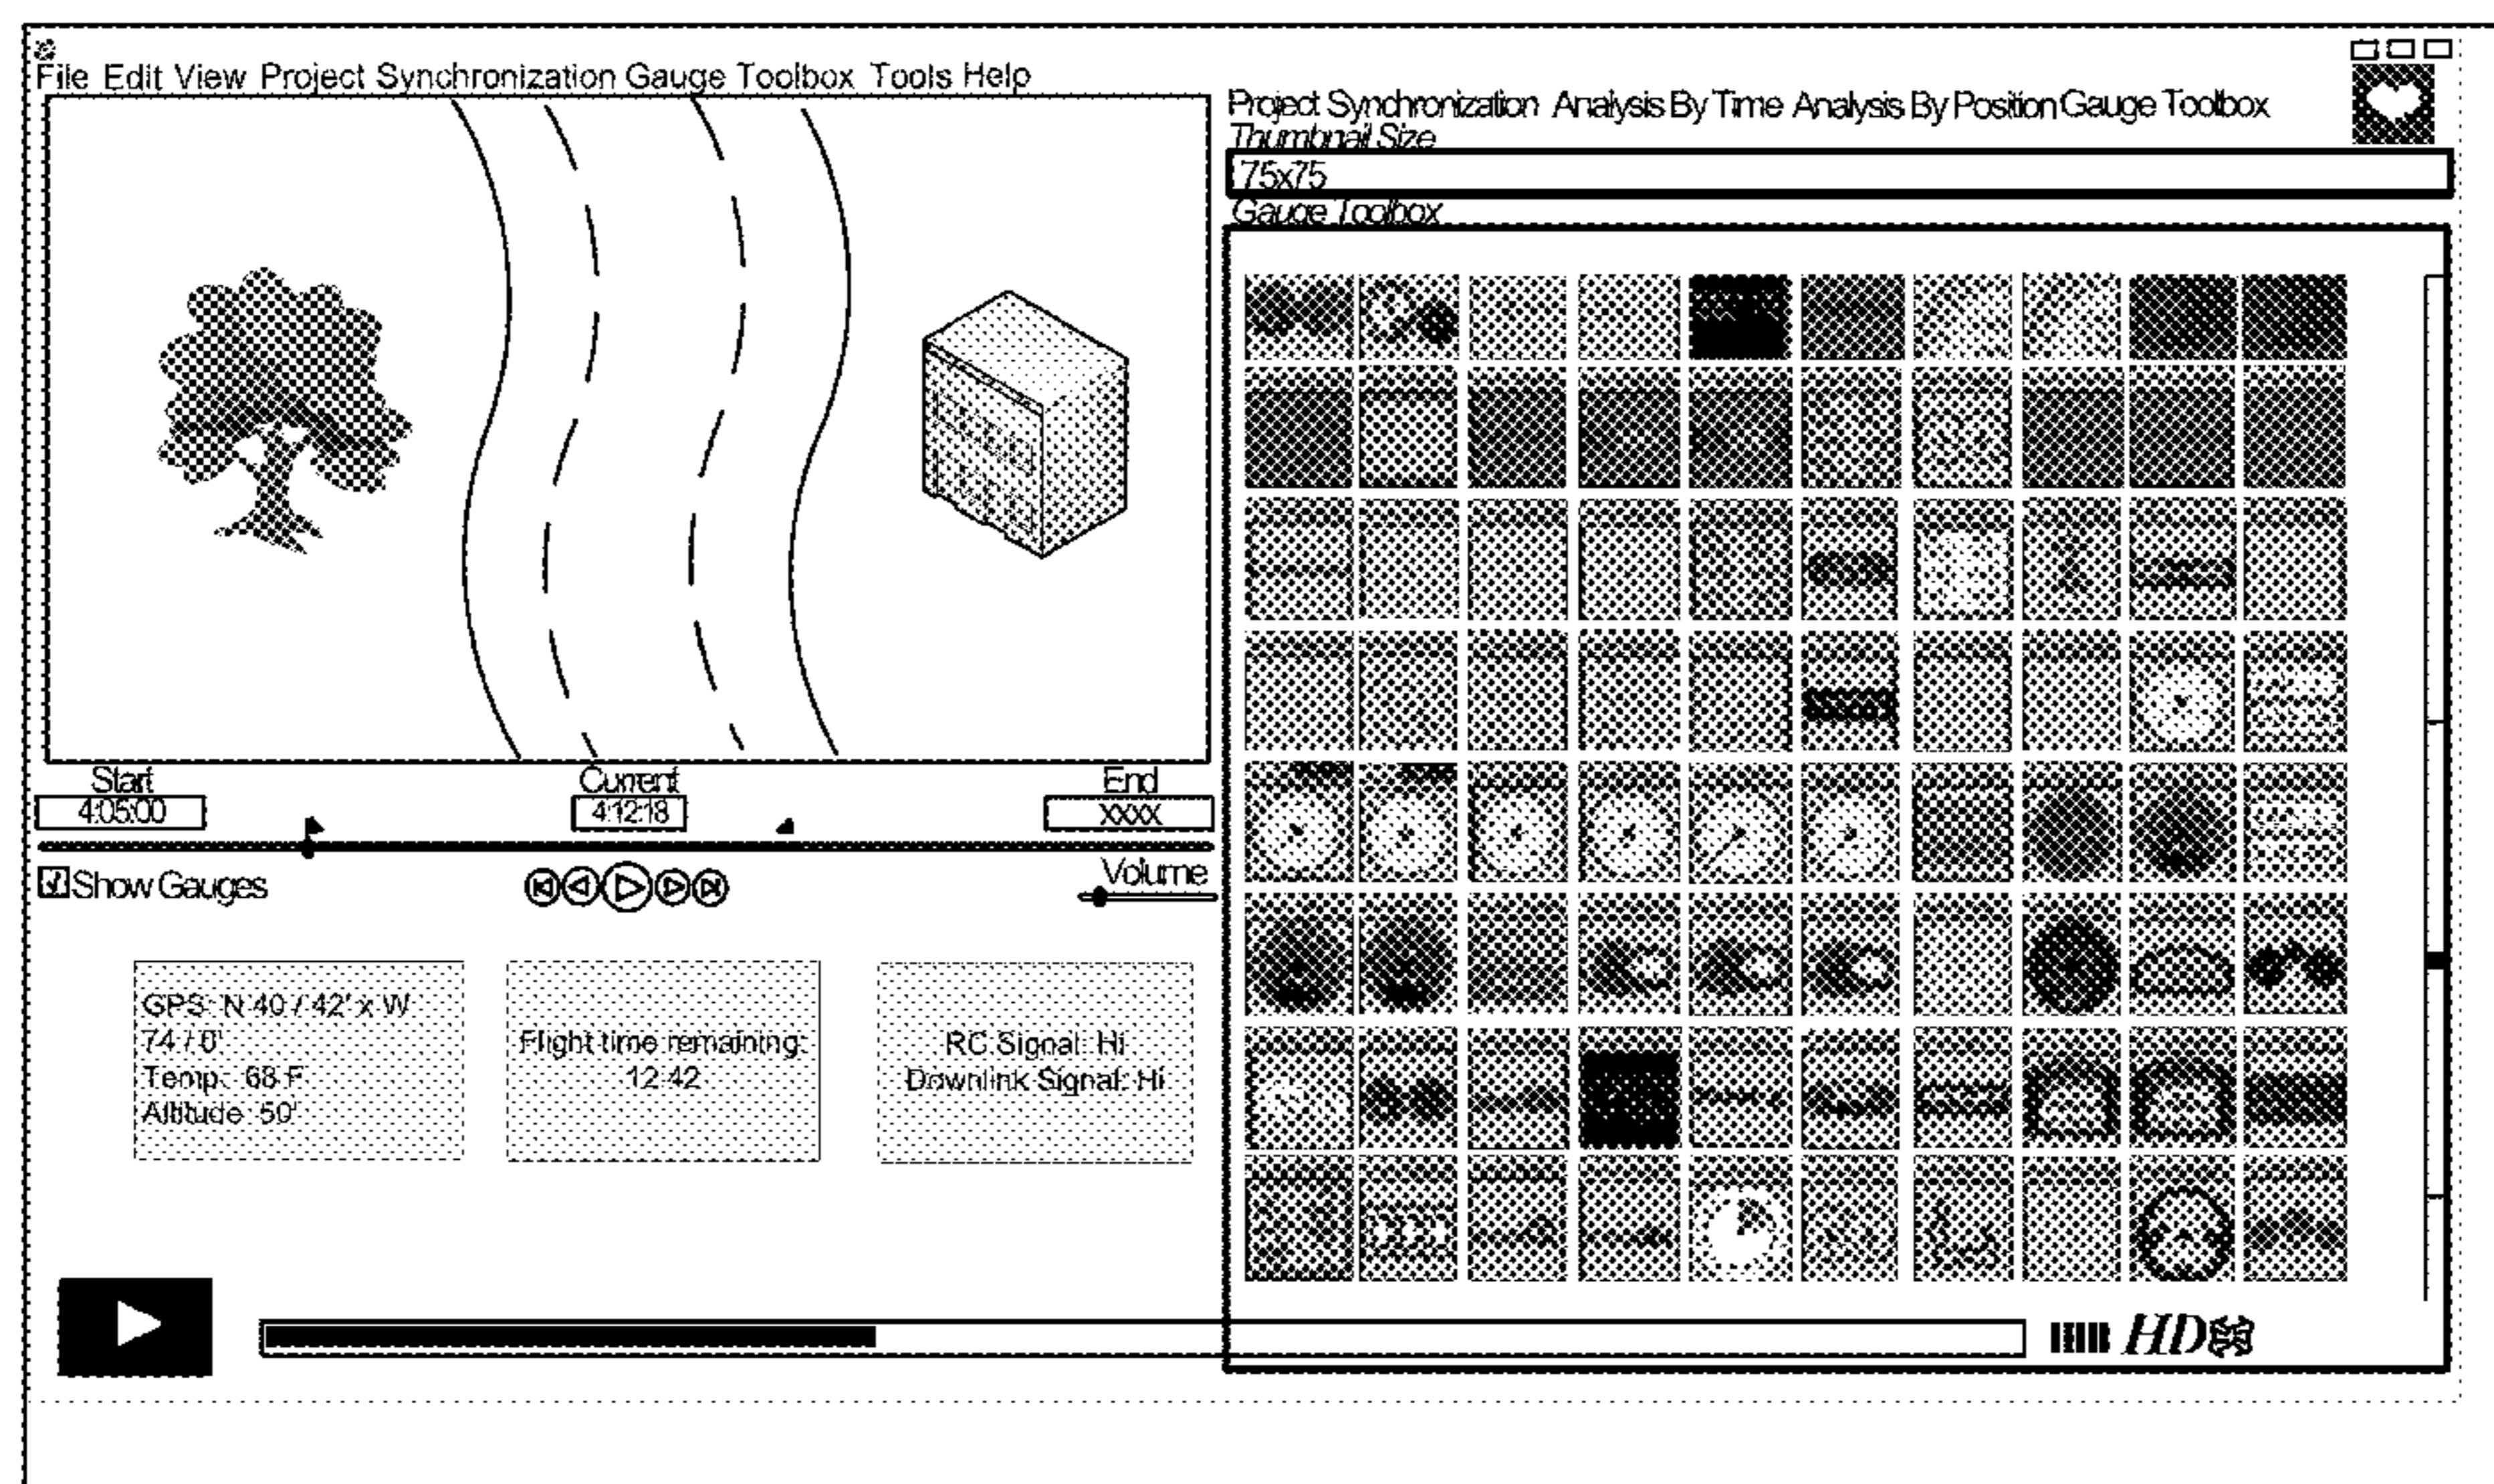 File Edit View Project Synchronization Gauge Toolbox Tools Help
Project Synchronization Analysis By Time Analysis By Position Gauge Toolbox
Thumbnail Size
75x75
Gauge Toolbox
Start
Current
End
4:05:00
4:12:18
XXXX
Show Gauges
Volume
GPS: N 40 / 42' x W
74 / 0'
Temp: 68 F
Altitude 50'
Flight time remaining:
12:42
RC Signal: Hi
Downlink Signal: Hi
HD